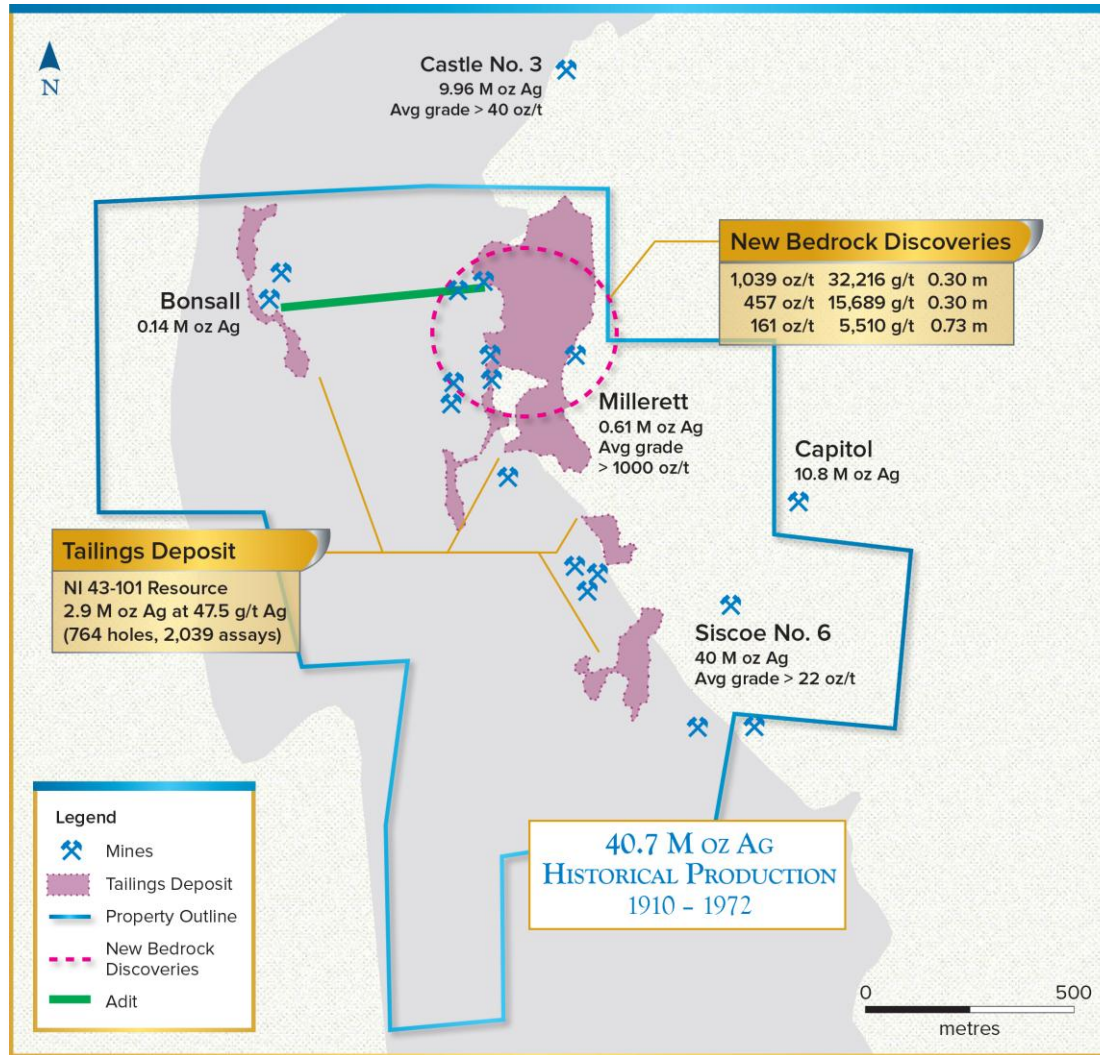 N
Castle No. 3
9.96 M oz Ag
Avg grade > 40 oz/t
New Bedrock Discoveries
1,039 oz/t 32,216 g/t 0.30 m
457 oz/t 15,689 g/t 0.30 m
161 oz/t 5,510 g/t 0.73 m
Bonsall
0.14 M oz Ag
Millerett
0.61 M oz Ag
Avg grade
> 1000 oz/t
Capitol
10.8 M oz Ag
Tailings Deposit
NI 43-101 Resource
2.9 M oz Ag at 47.5 g/t Ag
(764 holes, 2,039 assays)
Siscoe No. 6
40 M oz Ag
Avg grade > 22 oz/t
40.7 M OZ AG
HISTORICAL PRODUCTION
1910 – 1972
Legend
Mines
Tailings Deposit
Property Outline
New Bedrock
Discoveries
Adit
0 500
metres